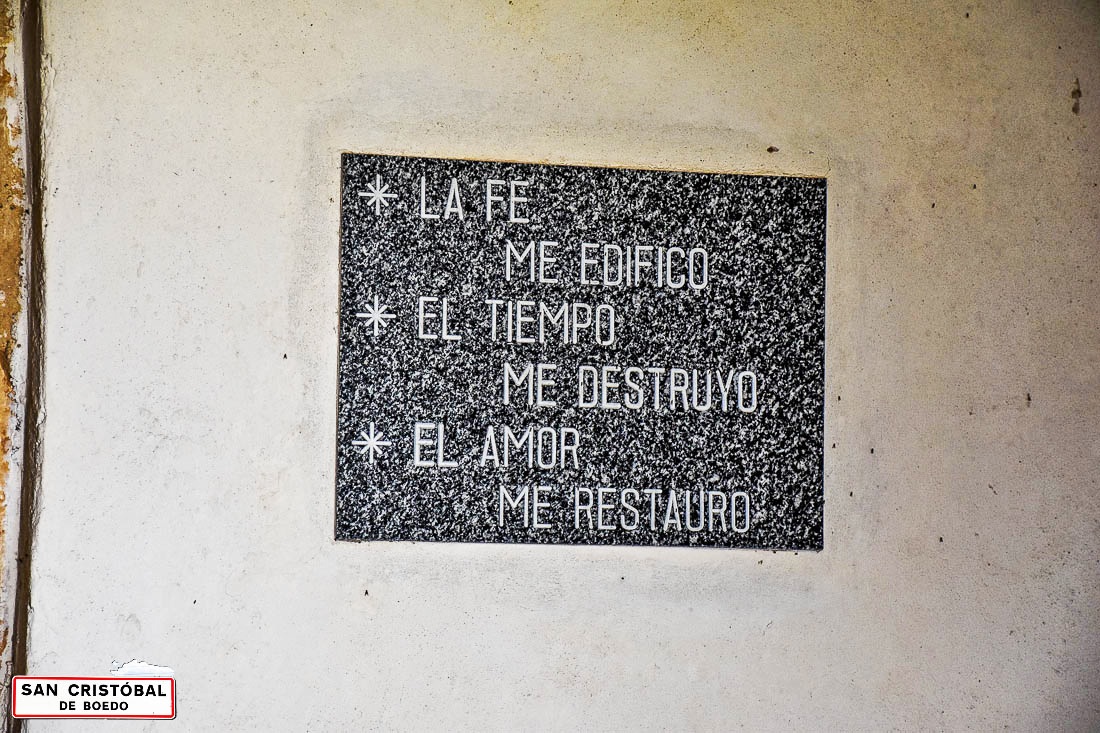 * LA FE
ME EDIFICO
* EL TIEMPO
ME DESTRUYO
* EL AMOR
ME RESTAURO
SAN CRISTÓBAL
DE BOEDO